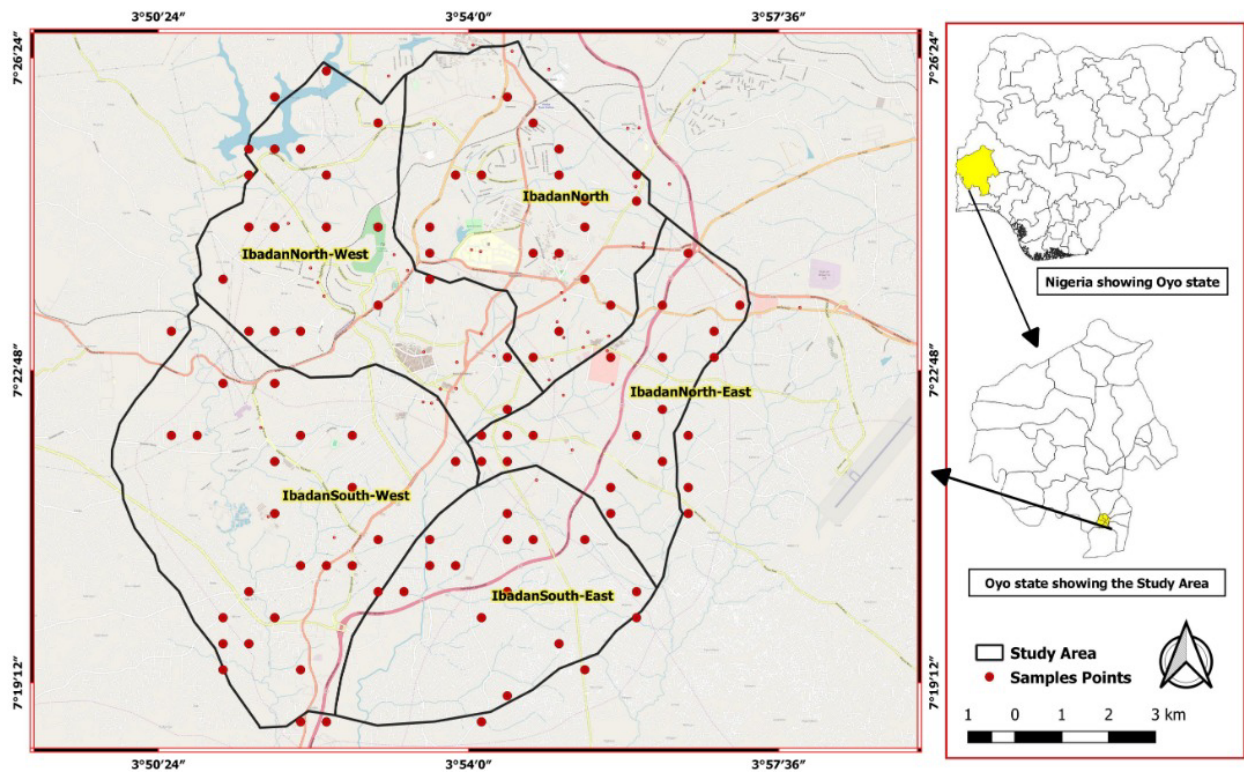 3°50′24″
3°54′0″
3°57′36″
7°26′24″
7°26′24″
IbadanNorth
IbadanNorth-West
Nigeria showing Oyo state
7°22′48″
7°22′48″
IbadanNorth-East
IbadanSouth-West
IbadanSouth-East
Oyo state showing the Study Area
Study Area
Samples Points
7°19′12″
7°19′12″
1 0 1 2 3 km
3°50′24″
3°54′0″
3°57′36″